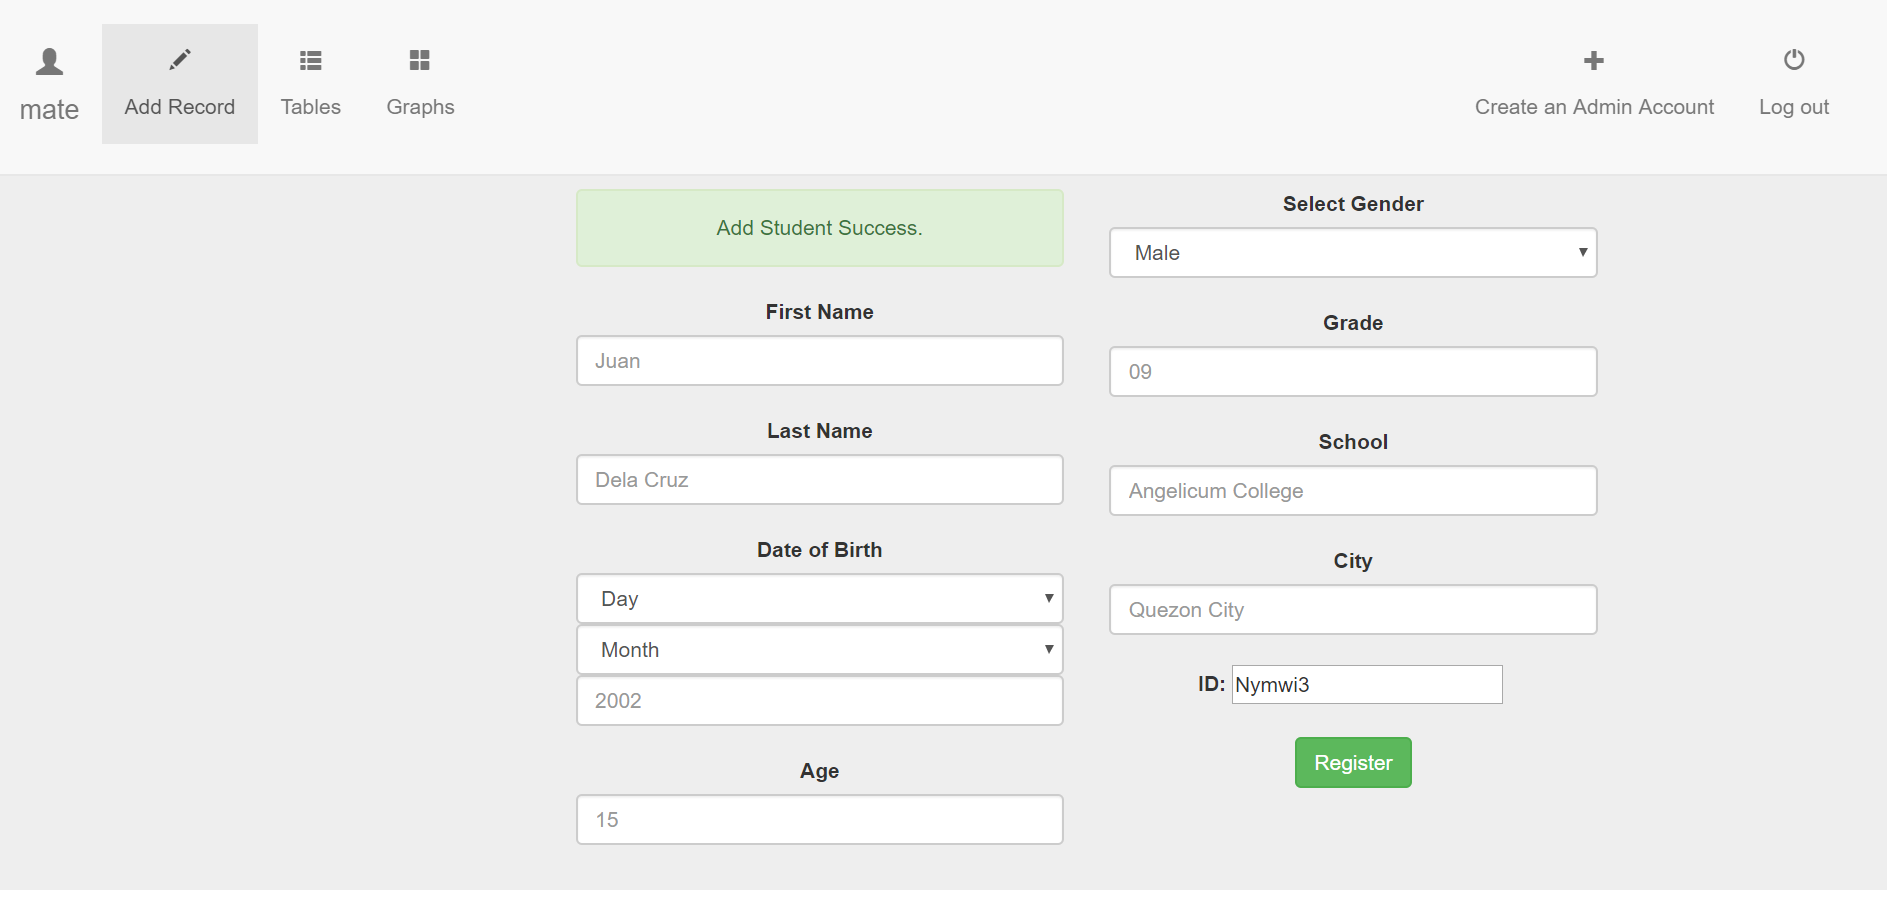 mate
Add Record
Tables
Graphs
Create an Admin Account
Log out
Add Student Success.
First Name
Juan
Last Name
Dela Cruz
Date of Birth
Day
Month
2002
Age
15
Select Gender
Male
Grade
09
School
Angelicum College
City
Quezon City
ID: Nymwi3
Register